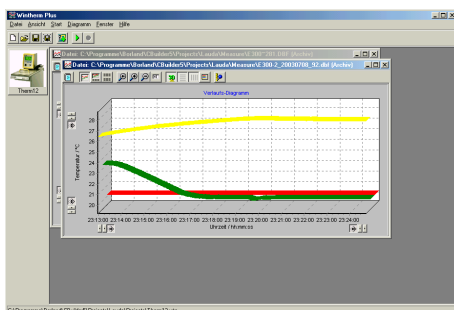 Wintherm Plus
Datei Ansicht Start Diagramm Fenster Hilfe
Datei: C:\Programme\Borland\CBuilder5\Projects\Lauda\Measure\E300-2_20030708_92.dbl (Archiv)
Therm12
Verlaufs-Diagramm
Temperatur / °C
28
27
26
25
24
23
22
21
20
23:13:00 23:14:00 23:15:00 23:16:00 23:17:00 23:18:00 23:19:00 23:20:00 23:21:00 23:22:00 23:23:00 23:24:00
Uhrzeit / hh:mm:ss